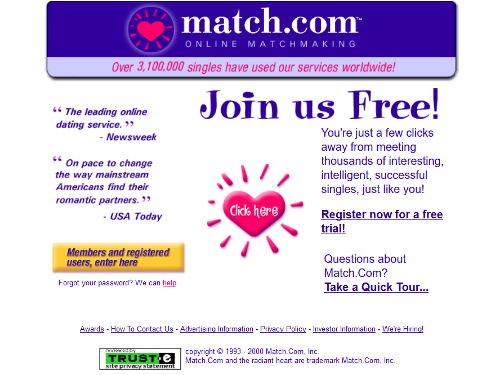 match.com™
ONLINE MATCHMAKING
Over 3,100,000 singles have used our services worldwide!
Join us Free!
“ The leading online
dating service. ”
- Newsweek
“ On pace to change
the way mainstream
Americans find their
romantic partners. ”
- USA Today
Members and registered
users, enter here
Forgot your password? We can help
Click here
You're just a few clicks
away from meeting
thousands of interesting,
intelligent, successful
singles, just like you!
Register now for a free
trial!
Questions about
Match.Com?
Take a Quick Tour...
Awards - How To Contact Us - Advertising Information - Privacy Policy - Investor Information - We're Hiring!
reviewed by
TRUST-e
site privacy statement
copyright © 1993 - 2000 Match.Com, Inc.
Match.Com and the radiant heart are trademark Match.Com, Inc.